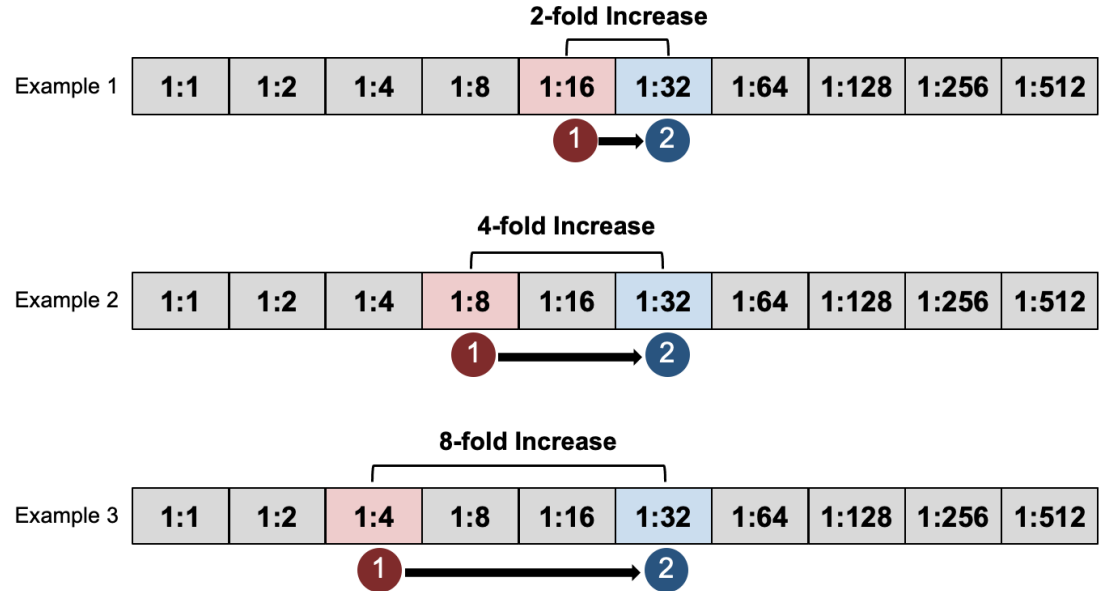 2-fold Increase
Example 1 1:1 1:2 1:4 1:8 1:16 1:32 1:64 1:128 1:256 1:512
1 2
4-fold Increase
Example 2 1:1 1:2 1:4 1:8 1:16 1:32 1:64 1:128 1:256 1:512
1 2
8-fold Increase
Example 3 1:1 1:2 1:4 1:8 1:16 1:32 1:64 1:128 1:256 1:512
1 2